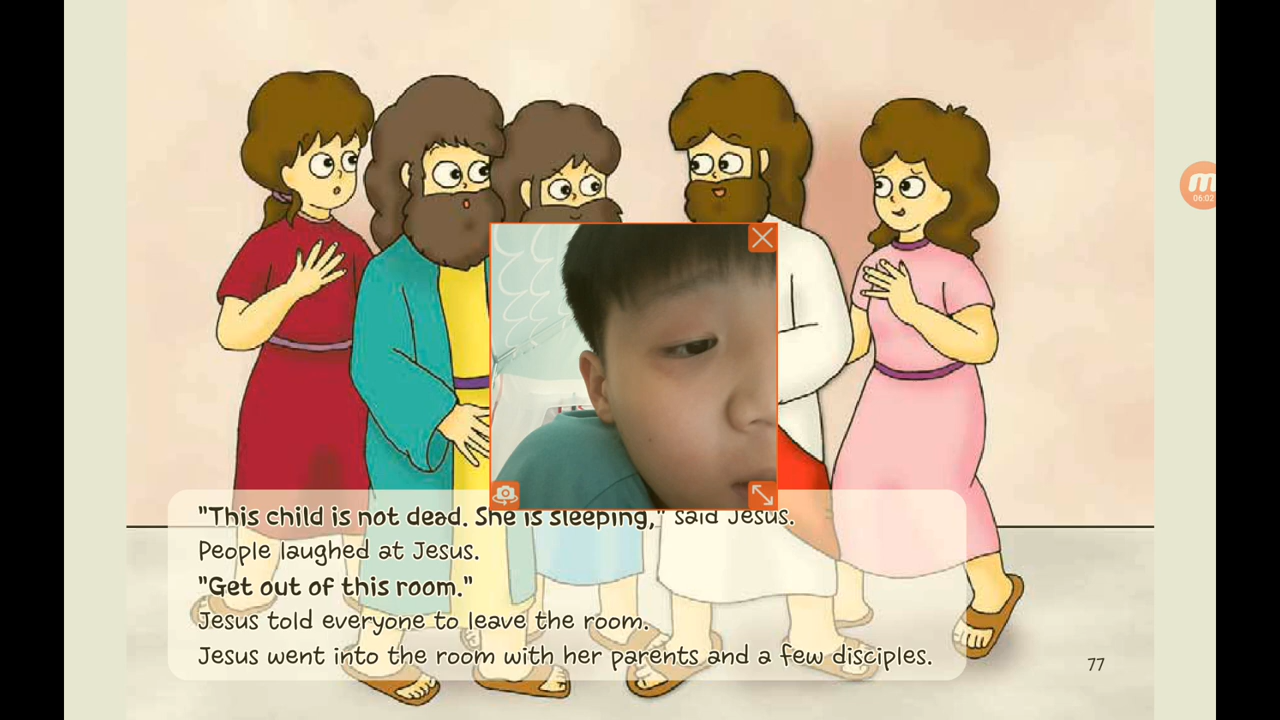 "This child is not dead. She is sleeping," said Jesus.
People laughed at Jesus.
"Get out of this room."
Jesus told everyone to leave the room.
Jesus went into the room with her parents and a few disciples.
77
06:02